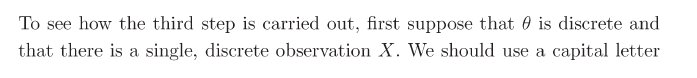 To see how the third step is carried out, first suppose that θ is discrete and
that there is a single, discrete observation X. We should use a capital letter